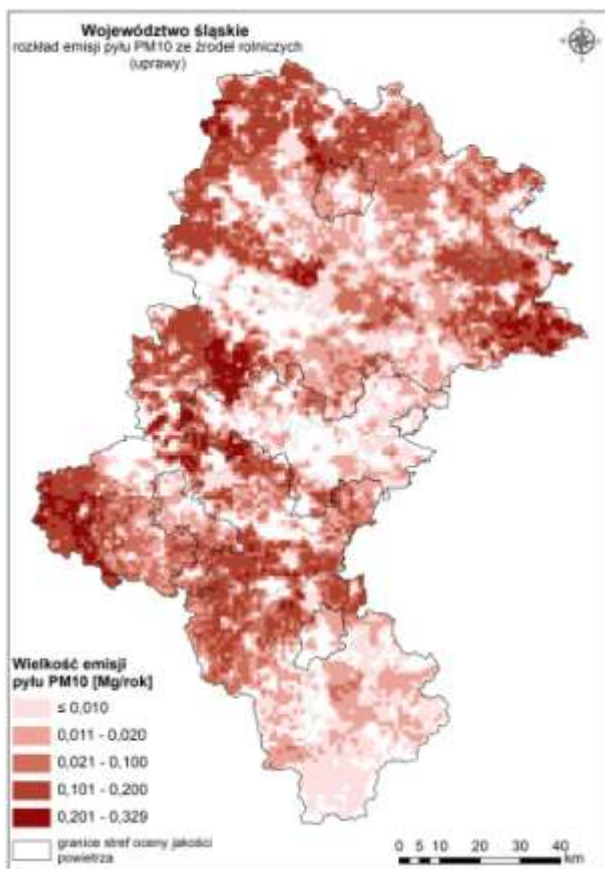 Województwo śląskie
rozkład emisji pyłu PM10 ze źródeł rolniczych
(uprawy)
Wielkość emisji
pyłu PM10 [Mg/rok]
≤ 0,010
0,011 - 0,020
0,021 - 0,100
0,101 - 0,200
0,201 - 0,329
granice stref oceny jakości
powietrza
0 5 10 20 30 40
km